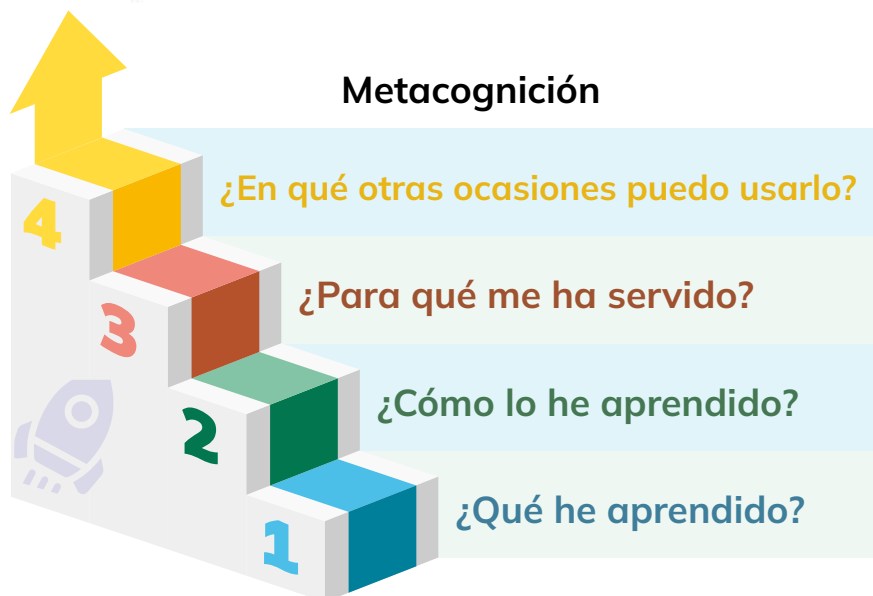 Metacognición
4 ¿En qué otras ocasiones puedo usarlo?
3 ¿Para qué me ha servido?
2 ¿Cómo lo he aprendido?
1 ¿Qué he aprendido?